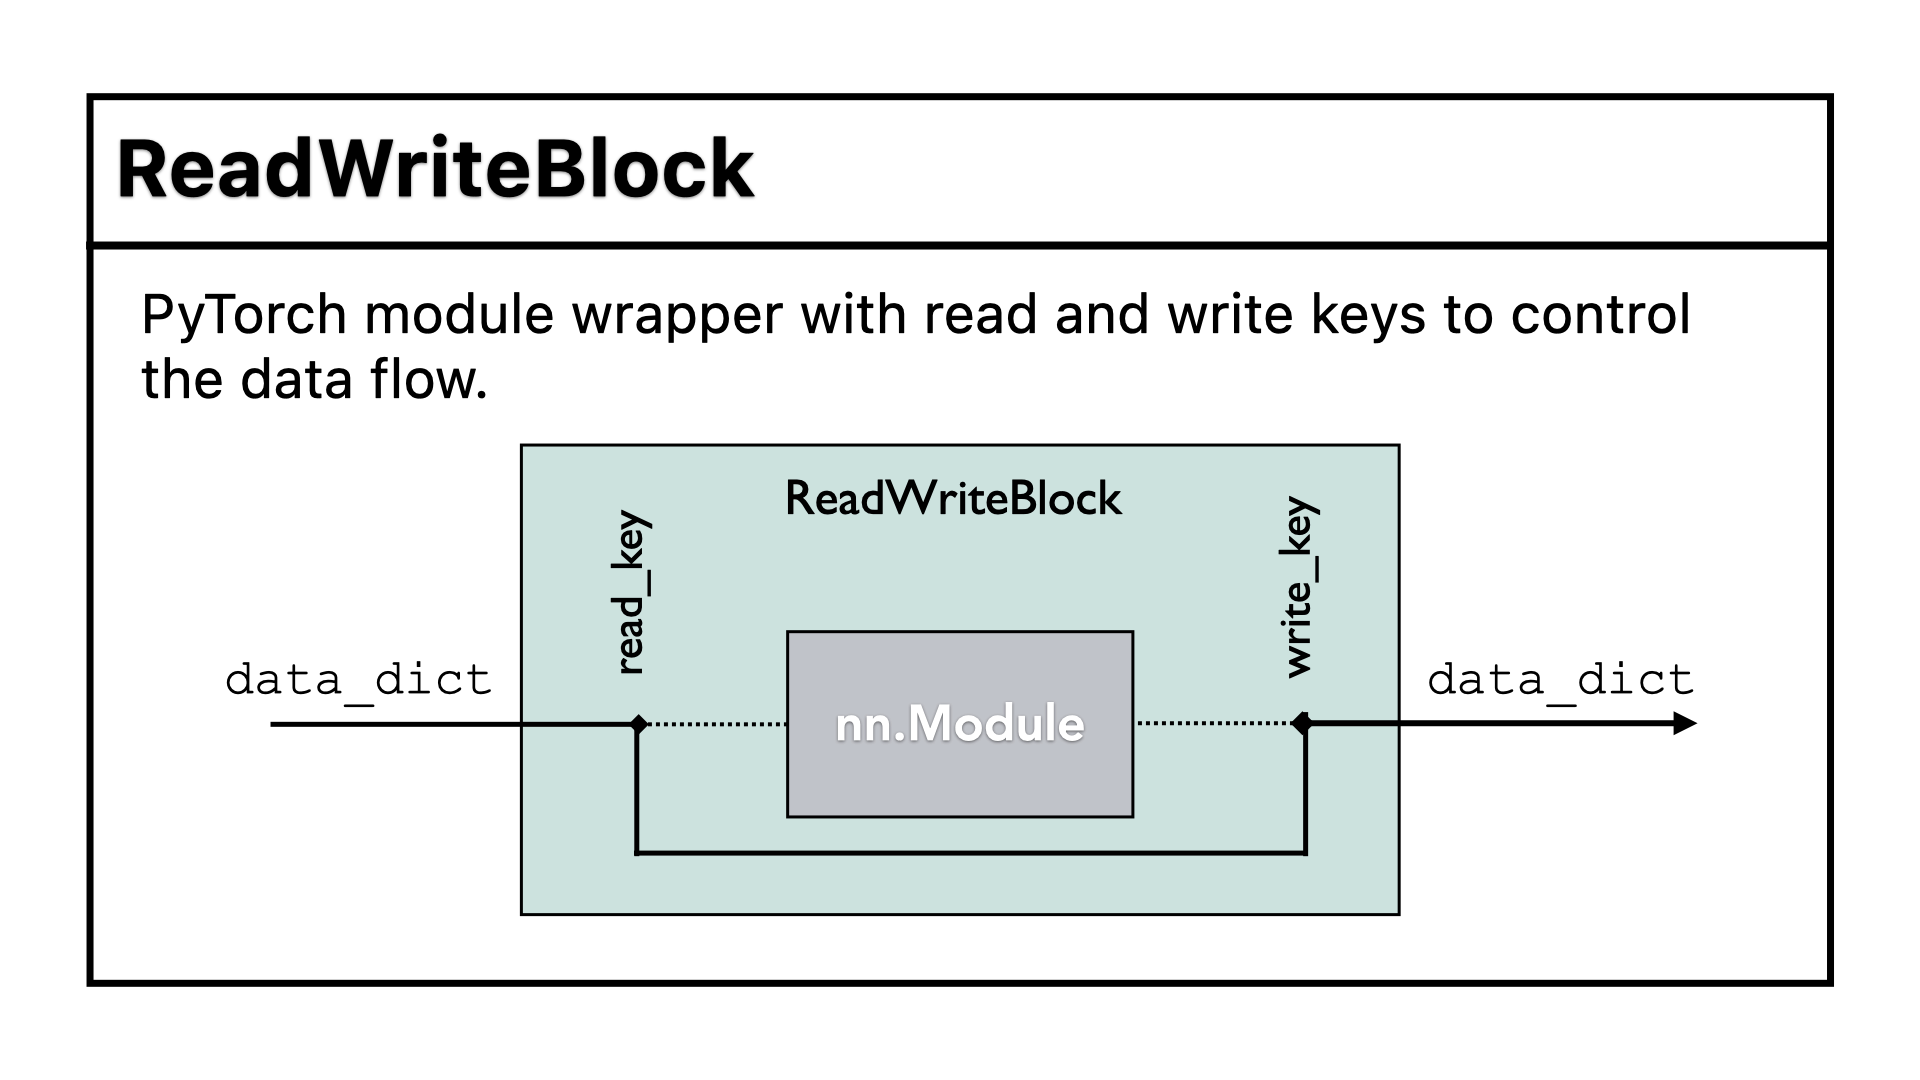 ReadWriteBlock
PyTorch module wrapper with read and write keys to control
the data flow.
ReadWriteBlock
read_key
write_key
data_dict
nn.Module
data_dict